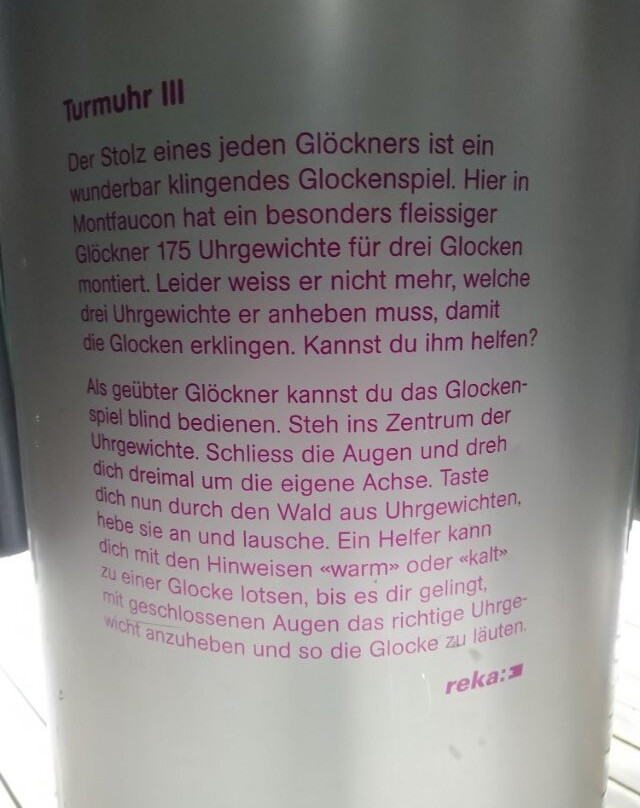 Turmuhr III
Der Stolz eines jeden Glöckners ist ein
wunderbar klingendes Glockenspiel. Hier in
Montfaucon hat ein besonders fleissiger
Glöckner 175 Uhrgewichte für drei Glocken
montiert. Leider weiss er nicht mehr, welche
drei Uhrgewichte er anheben muss, damit
die Glocken erklingen. Kannst du ihm helfen?
Als geübter Glöckner kannst du das Glocken-
spiel blind bedienen. Steh ins Zentrum der
Uhrgewichte. Schliess die Augen und dreh
dich dreimal um die eigene Achse. Taste
dich nun durch den Wald aus Uhrgewichten,
hebe sie an und lausche. Ein Helfer kann
dich mit den Hinweisen «warm» oder «kalt»
zu einer Glocke lotsen, bis es dir gelingt,
mit geschlossenen Augen das richtige Uhrge-
wicht anzuheben und so die Glocke zu läuten.
reka: